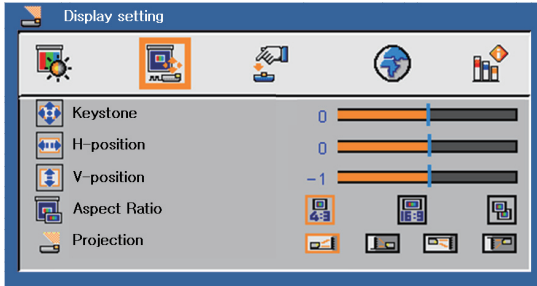 Display setting
Keystone 0
H-position 0
V-position -1
Aspect Ratio 4:3 16:9
Projection